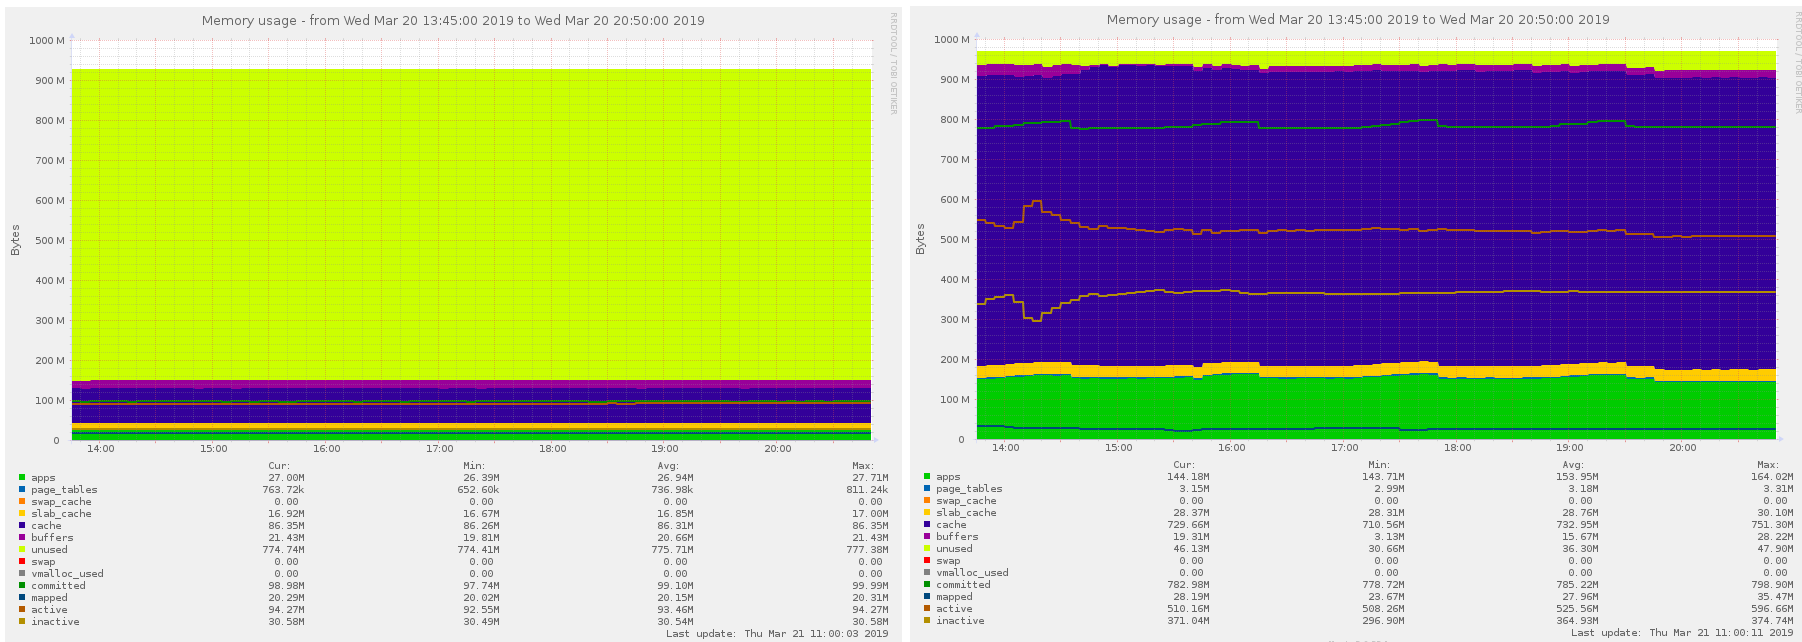 Memory usage - from Wed Mar 20 13:45:00 2019 to Wed Mar 20 20:50:00 2019
RRDTOOL / TOBI OETIKER
Bytes
1000 M
900 M
800 M
700 M
600 M
500 M
400 M
300 M
200 M
100 M
0
14:00 15:00 16:00 17:00 18:00 19:00 20:00
Cur: Min: Avg: Max:
apps 27.00M 26.39M 26.94M 27.71M
page_tables 763.72k 652.60k 736.98k 811.24k
swap_cache 0.00 0.00 0.00 0.00
slab_cache 16.92M 16.67M 16.85M 17.00M
cache 86.35M 86.26M 86.31M 86.35M
buffers 21.43M 19.81M 20.66M 21.43M
unused 774.74M 774.41M 775.71M 777.38M
swap 0.00 0.00 0.00 0.00
vmalloc_used 0.00 0.00 0.00 0.00
committed 98.98M 97.74M 99.10M 99.99M
mapped 20.29M 20.02M 20.15M 20.31M
active 94.27M 92.55M 93.46M 94.27M
inactive 30.58M 30.49M 30.54M 30.58M
Last update: Thu Mar 21 11:00:03 2019
Memory usage - from Wed Mar 20 13:45:00 2019 to Wed Mar 20 20:50:00 2019
RRDTOOL / TOBI OETIKER
Bytes
1000 M
900 M
800 M
700 M
600 M
500 M
400 M
300 M
200 M
100 M
0
14:00 15:00 16:00 17:00 18:00 19:00 20:00
Cur: Min: Avg: Max:
apps 144.18M 143.71M 153.95M 164.02M
page_tables 3.15M 2.99M 3.18M 3.31M
swap_cache 0.00 0.00 0.00 0.00
slab_cache 28.37M 28.31M 28.76M 30.10M
cache 729.66M 710.56M 732.95M 751.30M
buffers 19.31M 3.13M 15.67M 28.22M
unused 46.13M 30.66M 36.30M 47.90M
swap 0.00 0.00 0.00 0.00
vmalloc_used 0.00 0.00 0.00 0.00
committed 782.98M 778.72M 785.22M 798.90M
mapped 28.19M 23.67M 27.96M 35.47M
active 510.16M 508.26M 525.56M 596.66M
inactive 371.04M 296.90M 364.93M 374.74M
Last update: Thu Mar 21 11:00:11 2019